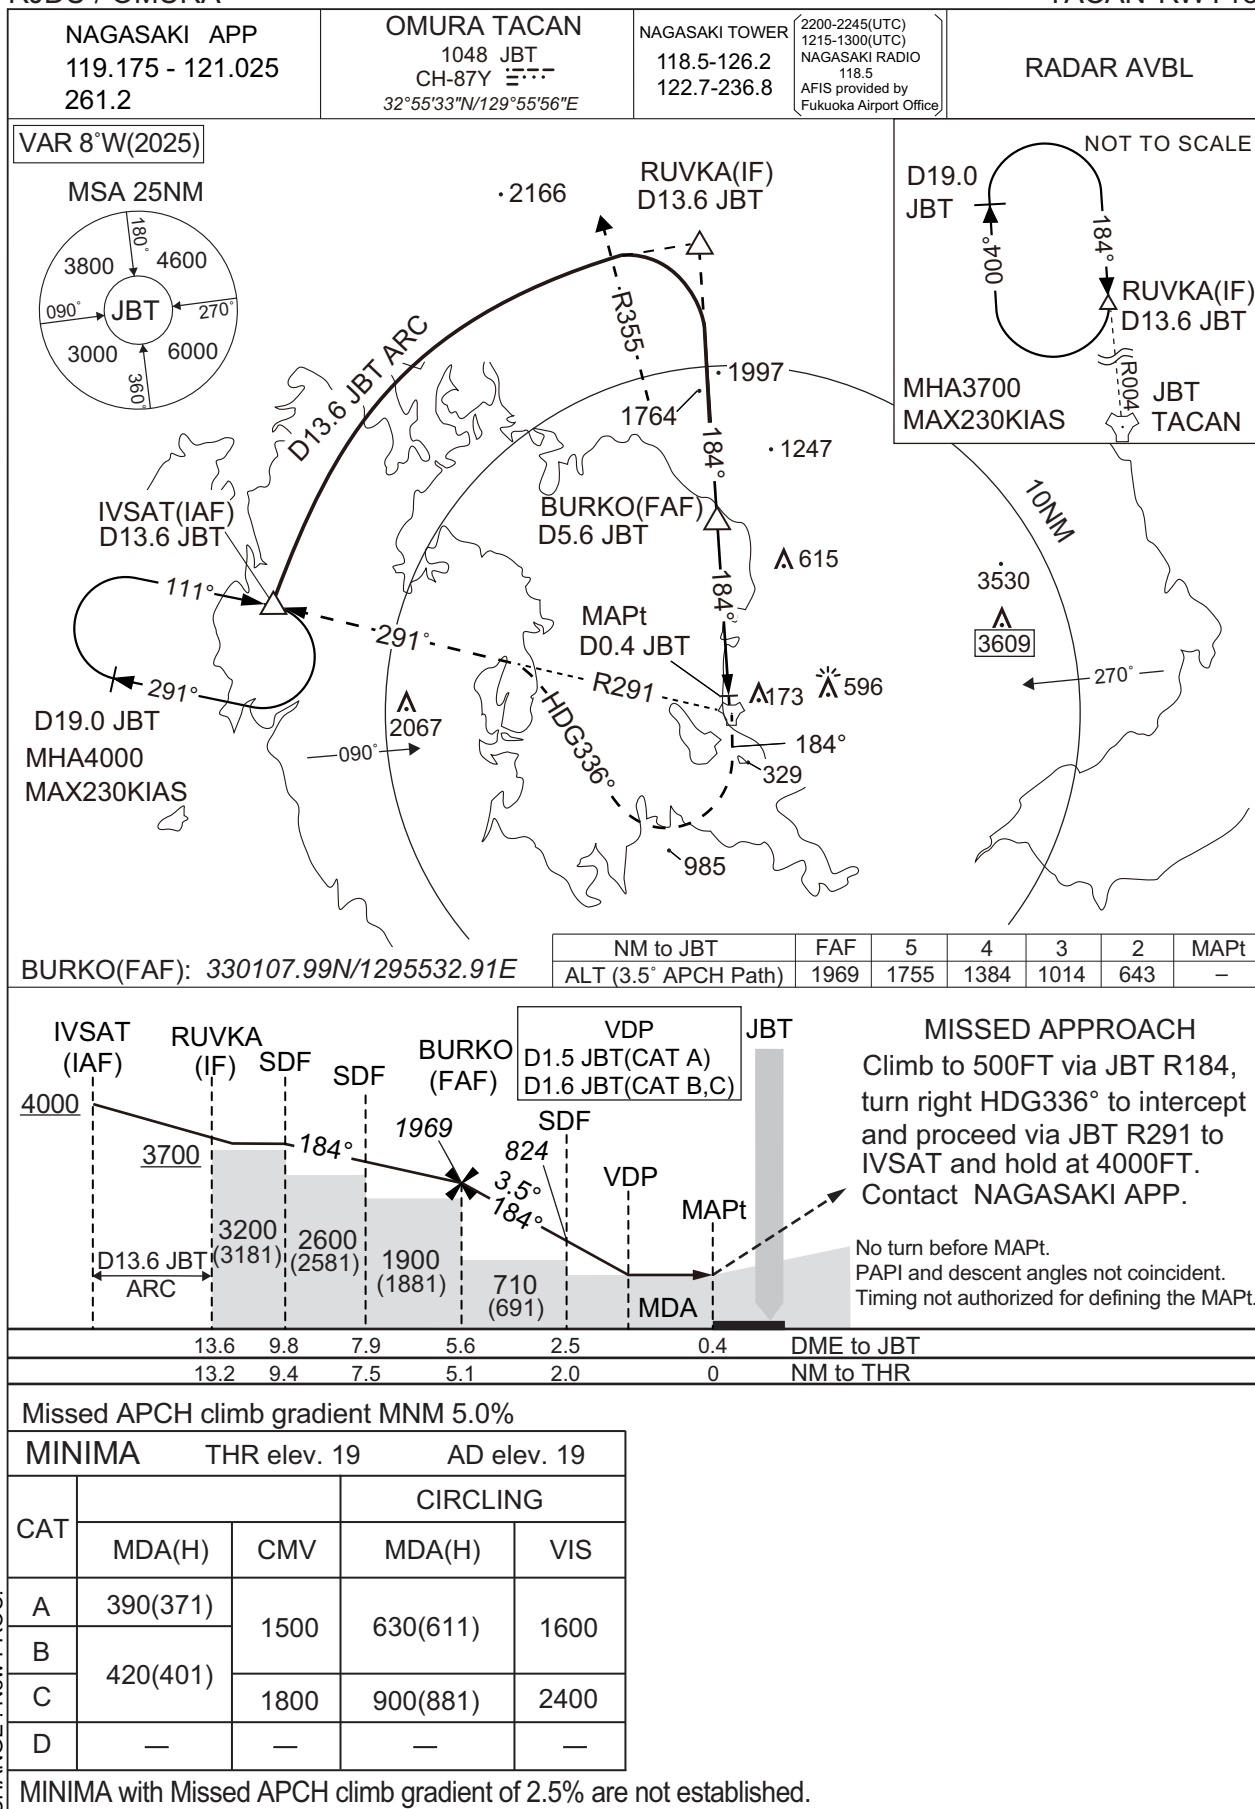 NAGASAKI APP
119.175 - 121.025
261.2
OMURA TACAN
1048 JBT
CH-87Y
32°55'33"N/129°55'56"E
NAGASAKI TOWER
118.5-126.2
122.7-236.8
2200-2245(UTC)
1215-1300(UTC)
NAGASAKI RADIO
118.5
AFIS provided by
Fukuoka Airport Office
RADAR AVBL
VAR 8°W(2025)
MSA 25NM
180°
3800
4600
090°
JBT
270°
3000
6000
360°
2166
RUVKA(IF)
D13.6 JBT
R355
D13.6 JBT ARC
1997
1764
184°
1247
NOT TO SCALE
D19.0
JBT
004°
184°
RUVKA(IF)
D13.6 JBT
R004
JBT
TACAN
MHA3700
MAX230KIAS
10NM
IVSAT(IAF)
D13.6 JBT
BURKO(FAF)
D5.6 JBT
615
3530
3609
111°
291°
184°
MAPt
D0.4 JBT
291°
R291
173
596
270°
D19.0 JBT
MHA4000
MAX230KIAS
2067
090°
HDG336°
184°
329
985
BURKO(FAF): 330107.99N/1295532.91E
NM to JBT FAF 5 4 3 2 MAPt
ALT (3.5° APCH Path) 1969 1755 1384 1014 643 –
IVSAT
(IAF)
RUVKA
(IF)
SDF
SDF
BURKO
(FAF)
VDP
D1.5 JBT(CAT A)
D1.6 JBT(CAT B,C)
JBT
4000
3700
184°
1969
824
SDF
3.5°
184°
VDP
MAPt
D13.6 JBT
ARC
3200
(3181)
2600
(2581)
1900
(1881)
710
(691)
MDA
MISSED APPROACH
Climb to 500FT via JBT R184,
turn right HDG336° to intercept
and proceed via JBT R291 to
IVSAT and hold at 4000FT.
Contact NAGASAKI APP.
No turn before MAPt.
PAPI and descent angles not coincident.
Timing not authorized for defining the MAPt.
13.6 9.8 7.9 5.6 2.5 0.4 DME to JBT
13.2 9.4 7.5 5.1 2.0 0 NM to THR
Missed APCH climb gradient MNM 5.0%
MINIMA THR elev. 19 AD elev. 19
CIRCLING
CAT MDA(H) CMV MDA(H) VIS
A 390(371) 1500 630(611) 1600
B 420(401)
C 1800 900(881) 2400
D — — — —
MINIMA with Missed APCH climb gradient of 2.5% are not established.